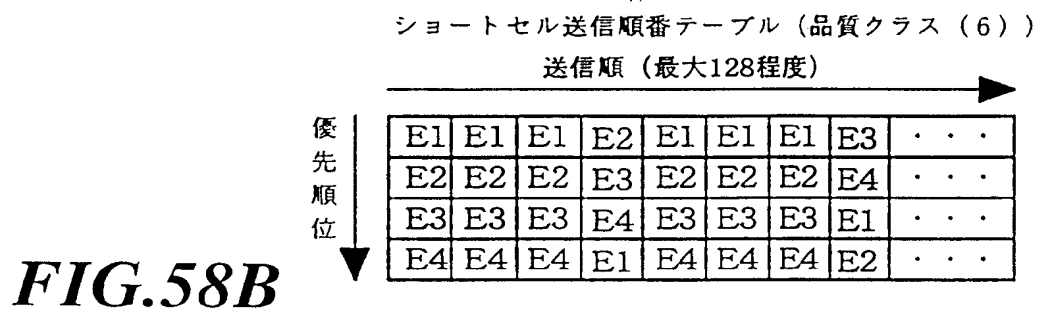 ショートセル送信順番テーブル (品質クラス (6))
送信順 (最大128程度)
優先順位
E1 E1 E1 E2 E1 E1 E1 E3 ・・・
E2 E2 E2 E3 E2 E2 E2 E4 ・・・
E3 E3 E3 E4 E3 E3 E3 E1 ・・・
E4 E4 E4 E1 E4 E4 E4 E2 ・・・
FIG.58B